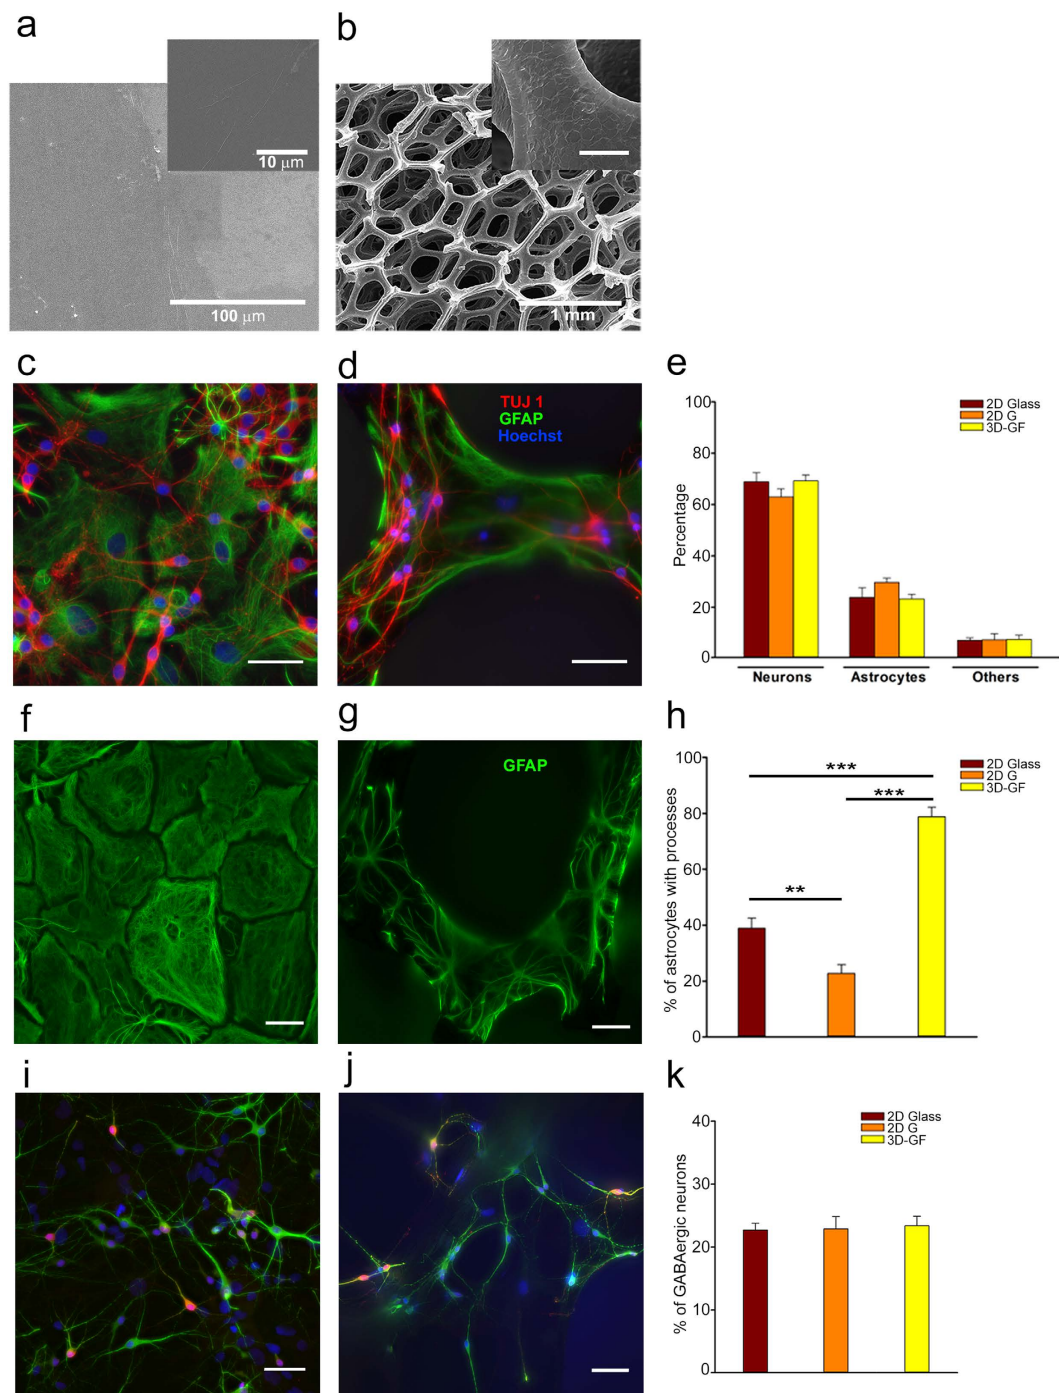 a
10 μm
100 μm
b
1 mm
c
d
TUJ 1
GFAP
Hoechst
e
2D Glass
2D G
3D-GF
Percentage
100
80
60
40
20
0
Neurons
Astrocytes
Others
f
g
GFAP
h
2D Glass
2D G
3D-GF
% of astrocytes with processes
100
80
60
40
20
0
***
***
**
i
j
k
2D Glass
2D G
3D-GF
% of GABAergic neurons
40
30
20
10
0